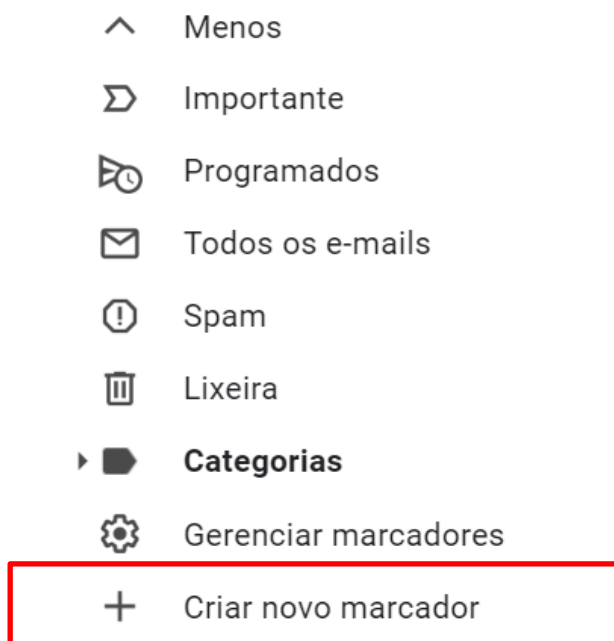 Menos
Importante
Programados
Todos os e-mails
Spam
Lixeira
Categorias
Gerenciar marcadores
Criar novo marcador